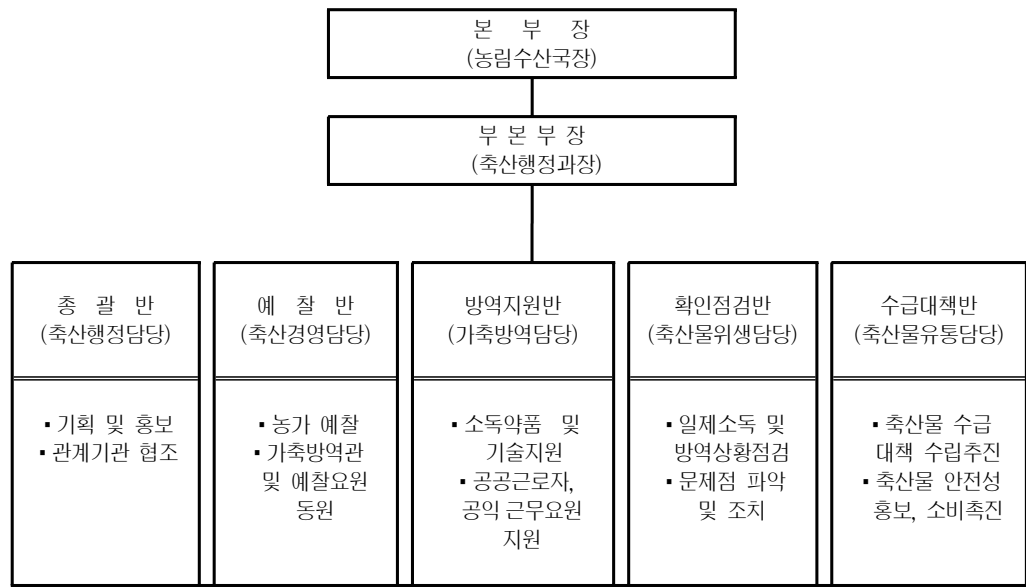 본 부 장
(농림수산국장)
부 본 부 장
(축산행정과장)
총 괄 반
(축산행정담당)
▪ 기획 및 홍보
▪ 관계기관 협조
예 찰 반
(축산경영담당)
▪ 농가 예찰
▪ 가축방역관
및 예찰요원
동원
방역지원반
(가축방역담당)
▪ 소독약품 및
기술지원
▪ 공공근로자,
공익 근무요원
지원
확인점검반
(축산물위생담당)
▪ 일제소독 및
방역상황점검
▪ 문제점 파악
및 조치
수급대책반
(축산물유통담당)
▪ 축산물 수급
대책 수립추진
▪ 축산물 안전성
홍보, 소비촉진